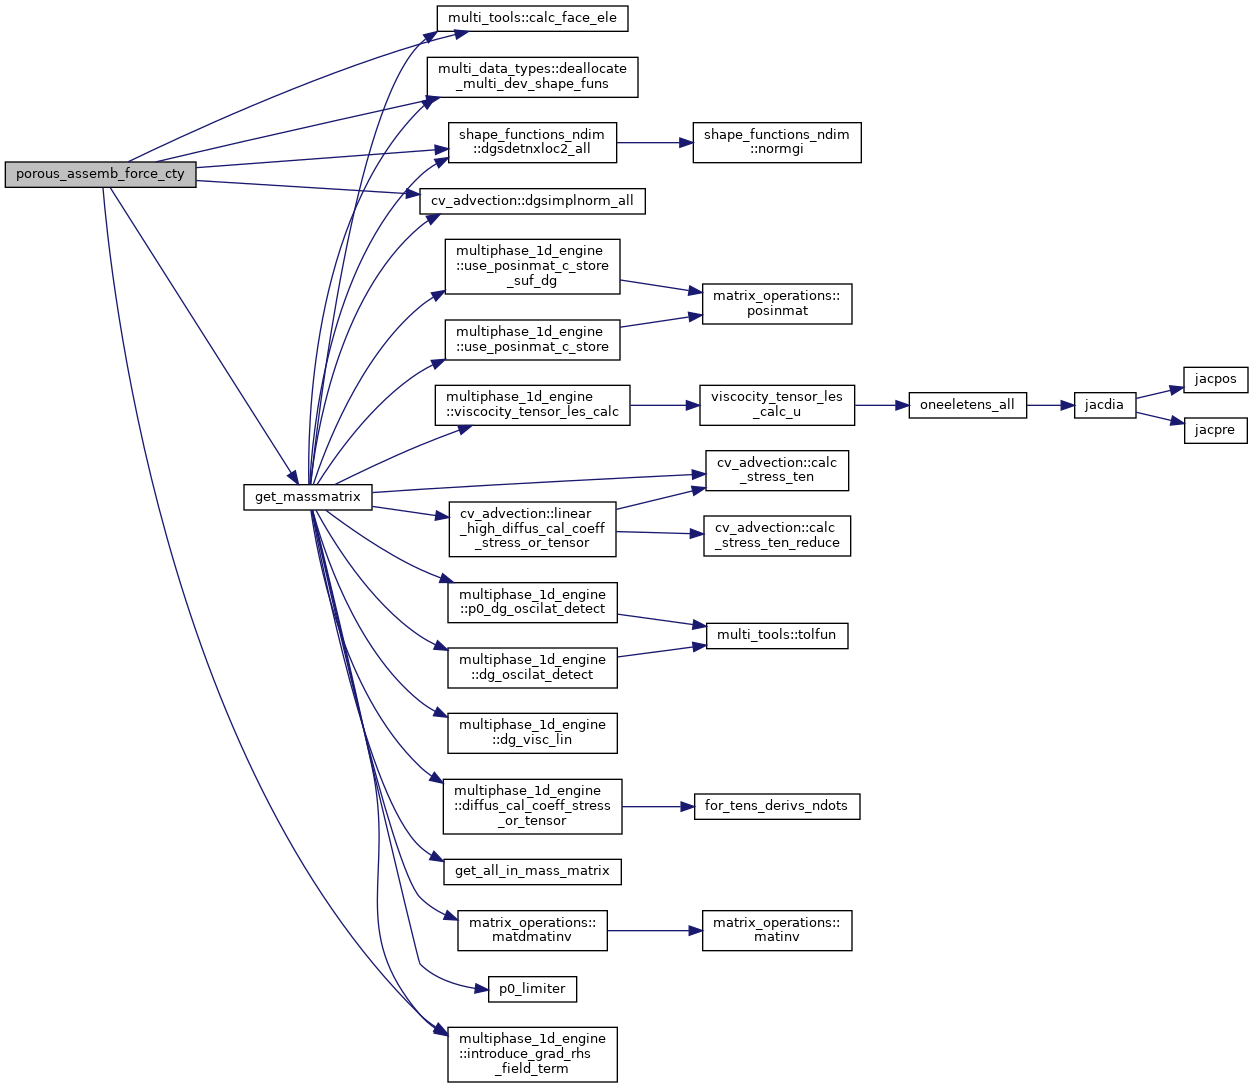 multi_tools::calc_face_ele
multi_data_types::deallocate
_multi_dev_shape_funs
shape_functions_ndim
::dgsdetnxloc2_all
shape_functions_ndim
::normgi
porous_assemb_force_cty
cv_advection::dgsimplnorm_all
multiphase_1d_engine
::use_posinmat_c_store
_suf_dg
matrix_operations::
posinmat
multiphase_1d_engine
::use_posinmat_c_store
multiphase_1d_engine
::viscocity_tensor_les_calc
viscocity_tensor_les
_calc_u
oneeletens_all
jacdia
jacpos
jacpre
get_massmatrix
cv_advection::calc
_stress_ten
cv_advection::linear
_high_diffus_cal_coeff
_stress_or_tensor
cv_advection::calc
_stress_ten_reduce
multiphase_1d_engine
::p0_dg_oscilat_detect
multi_tools::tolfun
multiphase_1d_engine
::dg_oscilat_detect
multiphase_1d_engine
::dg_visc_lin
multiphase_1d_engine
::diffus_cal_coeff_stress
_or_tensor
for_tens_derivs_ndots
get_all_in_mass_matrix
matrix_operations::
matdmatinv
matrix_operations::
matinv
p0_limiter
multiphase_1d_engine
::introduce_grad_rhs
_field_term